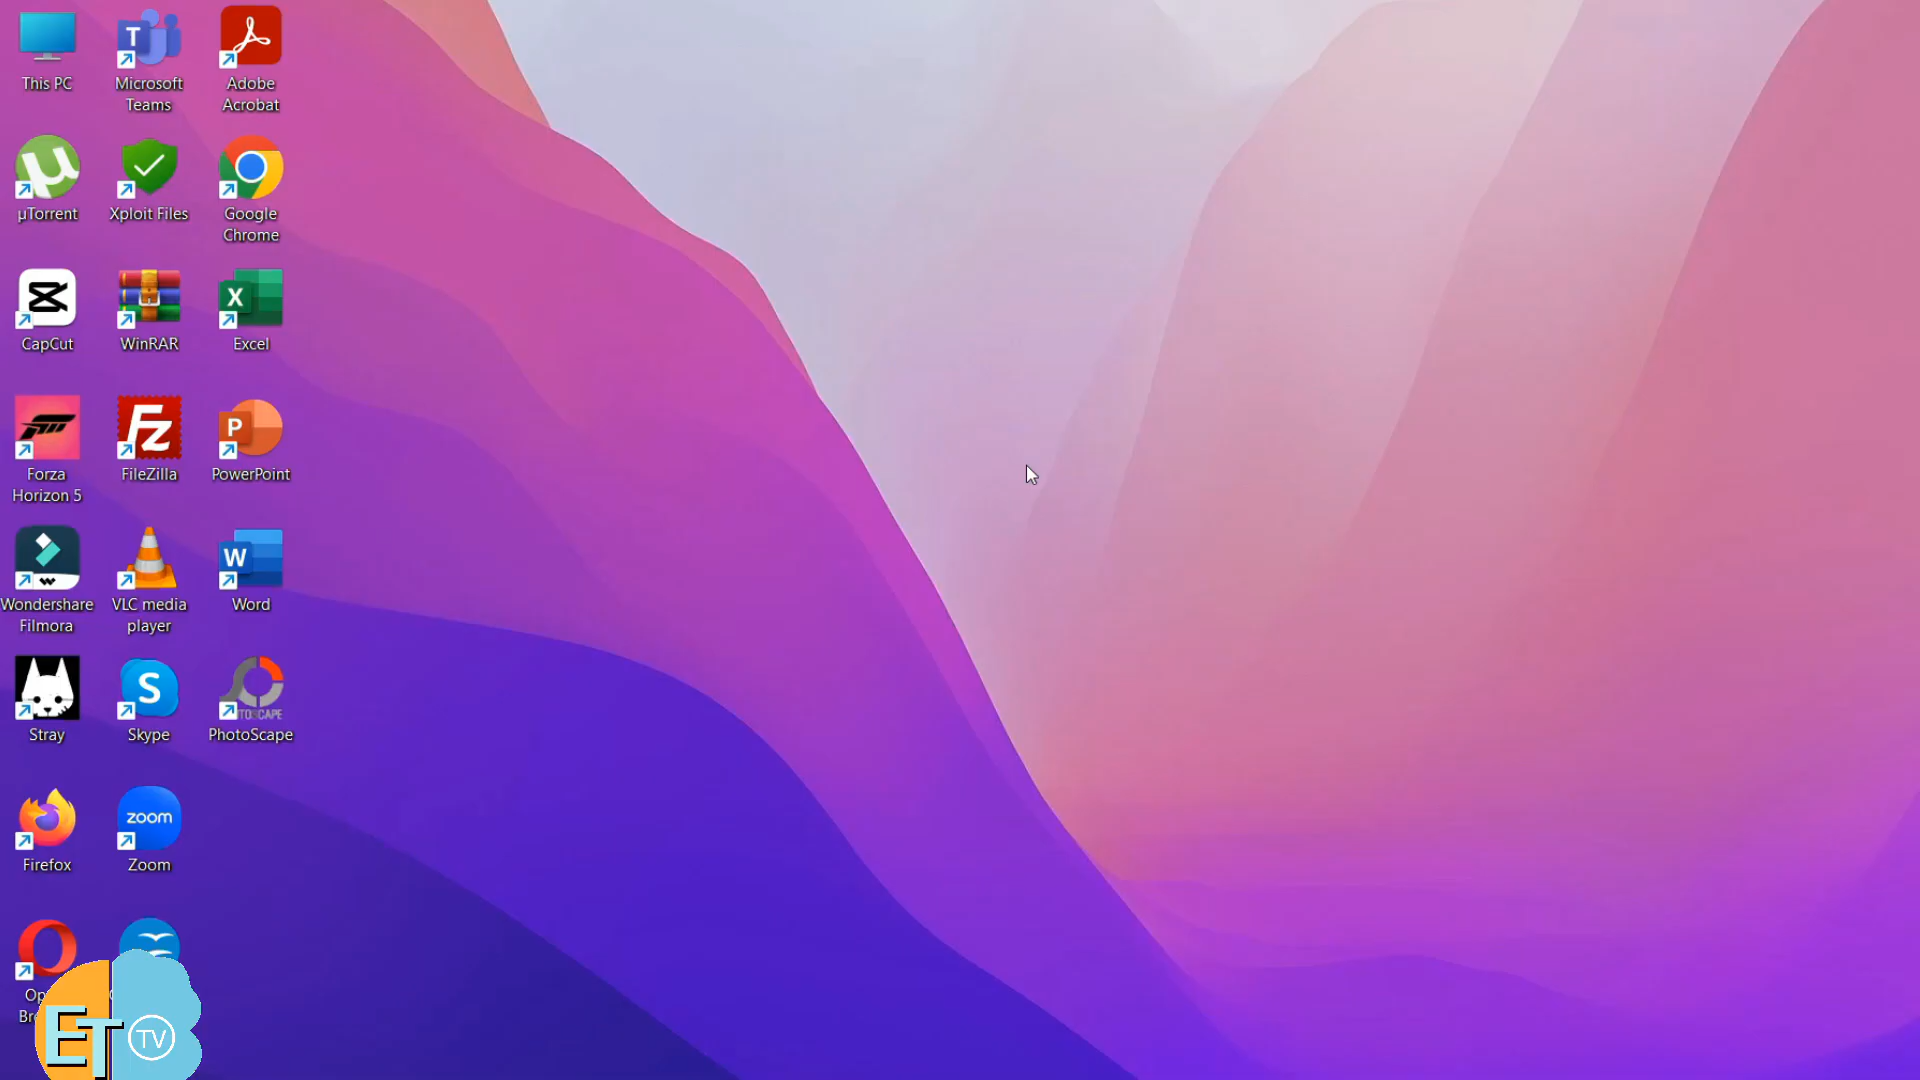 This PC
Microsoft
Teams
Adobe
Acrobat
µTorrent
Xploit Files
Google
Chrome
CapCut
WinRAR
Excel
Forza
Horizon 5
FileZilla
PowerPoint
Wondershare
Filmora
VLC media
player
Word
Stray
Skype
PhotoScape
Firefox
Zoom
zoom
ET TV